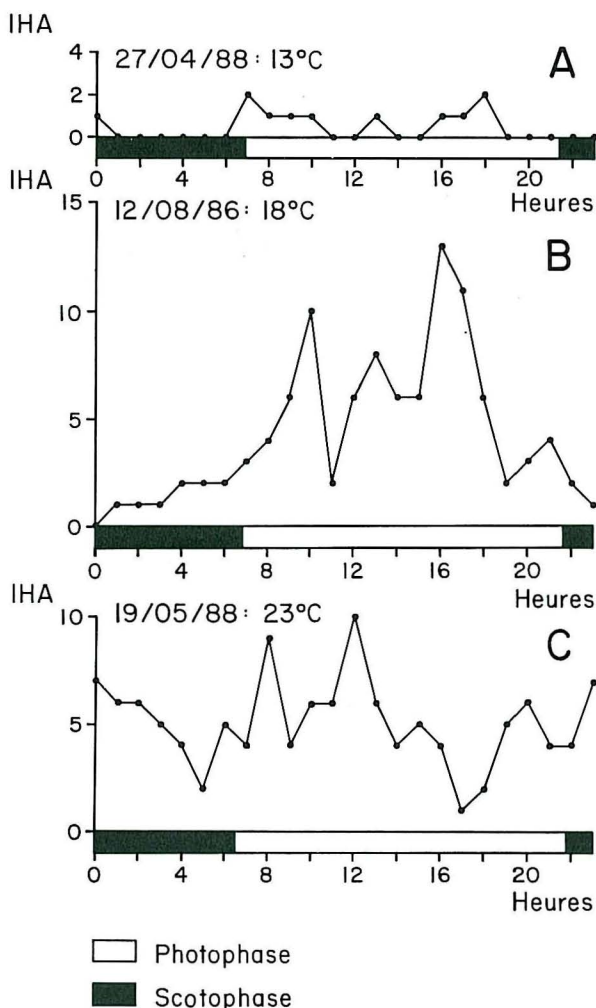 IHA
4
27/04/88: 13°C
A
2
0
0 4 8 12 16 20
Heures
IHA
15
12/08/86: 18°C
B
10
5
0
0 4 8 12 16 20
Heures
IHA
10
19/05/88: 23°C
C
5
0
0 4 8 12 16 20
Heures
Photophase
Scotophase